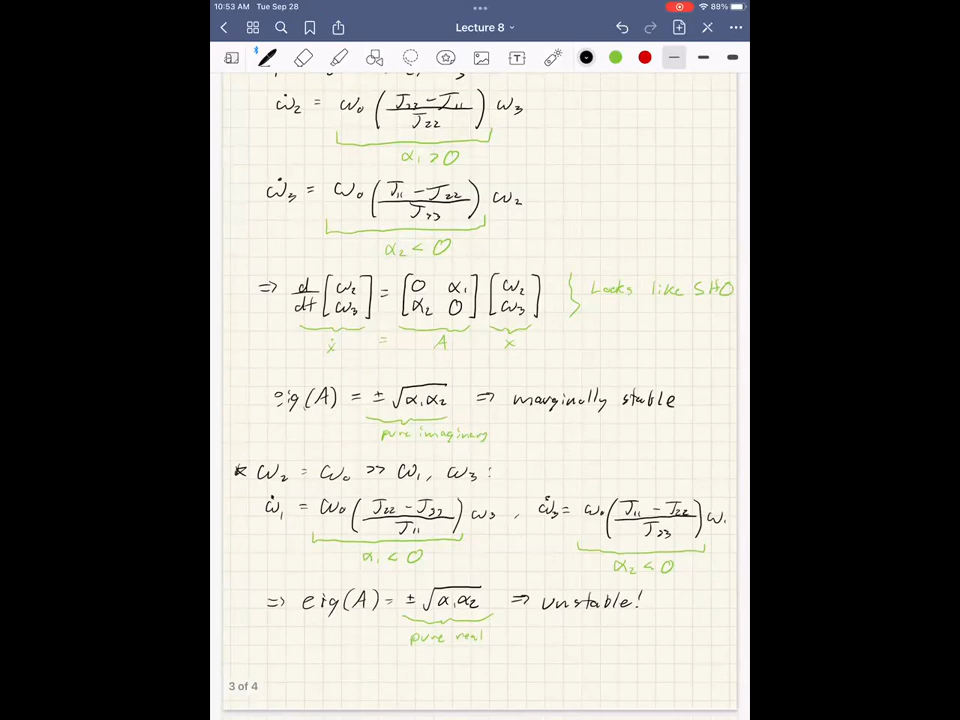 10:53 AM Tue Sep 28
89%
Lecture 8
ω̇2 = ω0 (J33 − J11 / J22) ω3
α1 > 0
ω̇3 = ω0 (J11 − J22 / J33) ω2
α2 < 0
⇒ d/dt [ω2 ω3] = [0 α1 α2 0] [ω2 ω3] } Looks like SHO
ẋ = A x
eig(A) = ± √α1α2 ⇒ marginally stable
pure imaginary
* ω2 = ω0 >> ω1, ω3 :
ω̇1 = ω0 (J22 − J33 / J11) ω3 , ω̇3 = ω0 (J11 − J22 / J33) ω1
α1 < 0 α2 < 0
⇒ eig(A) = ± √α1α2 ⇒ unstable!
pure real
3 of 4